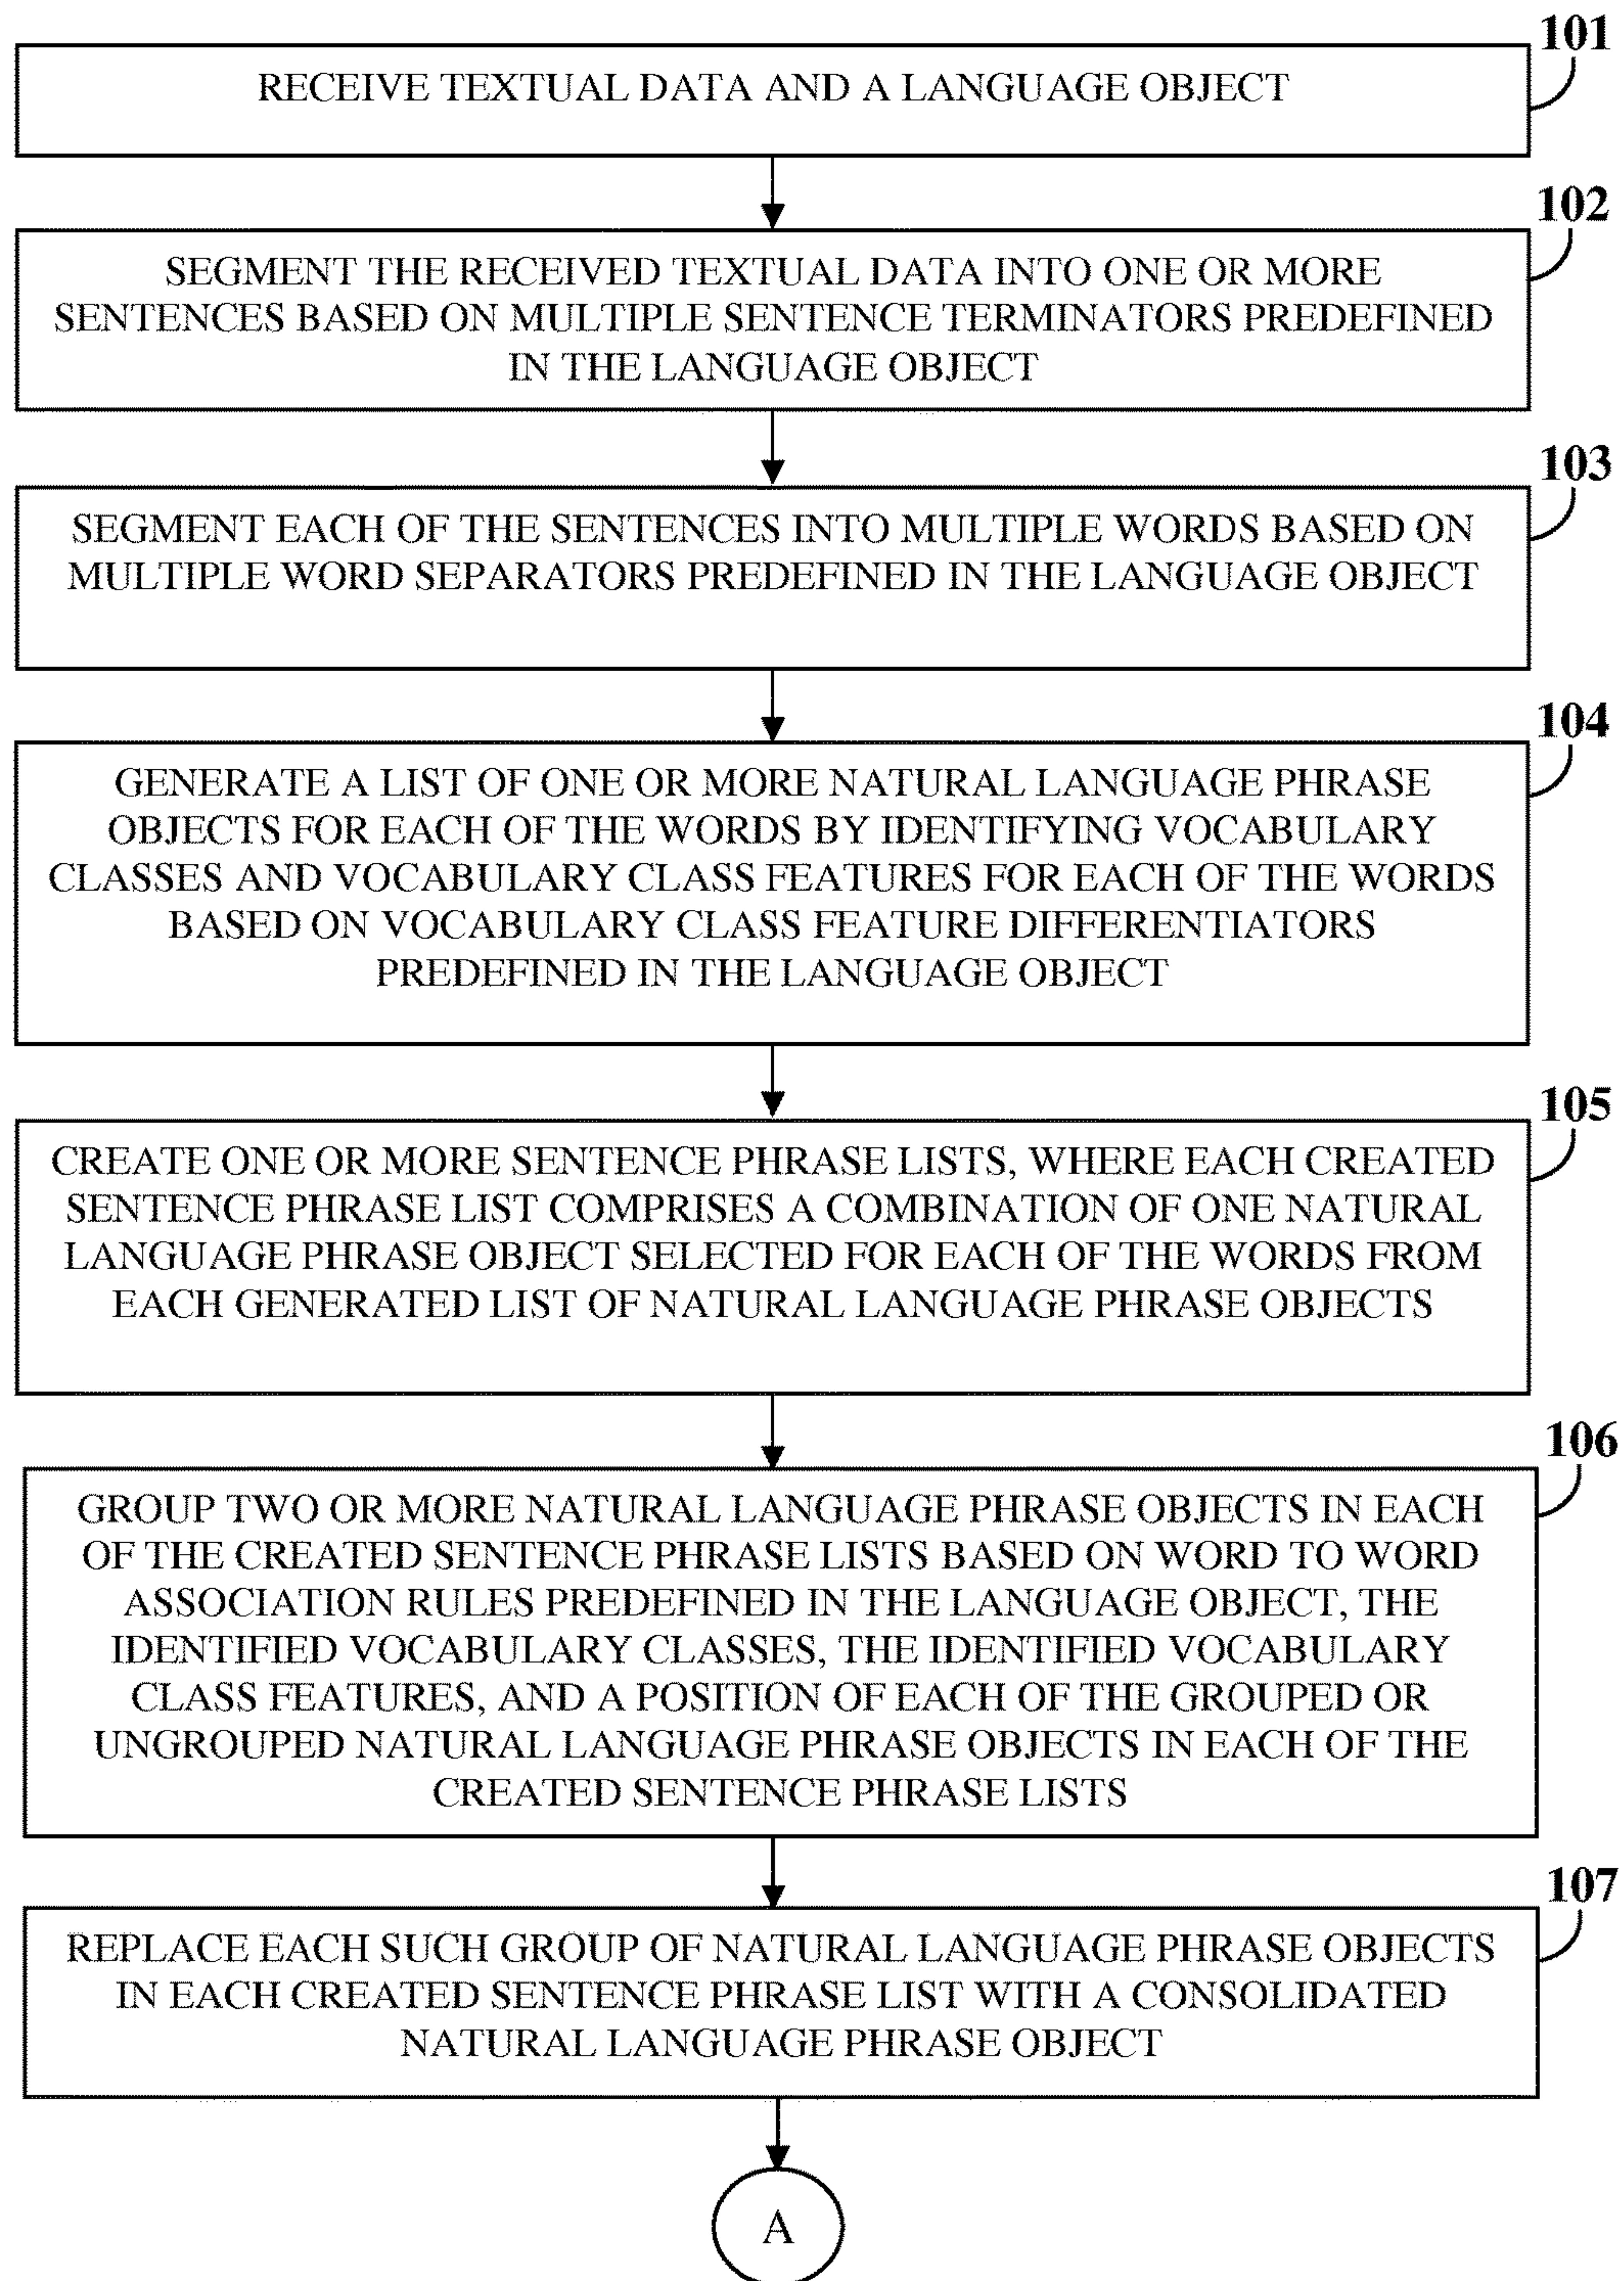 101
RECEIVE TEXTUAL DATA AND A LANGUAGE OBJECT
102
SEGMENT THE RECEIVED TEXTUAL DATA INTO ONE OR MORE
SENTENCES BASED ON MULTIPLE SENTENCE TERMINATORS PREDEFINED
IN THE LANGUAGE OBJECT
103
SEGMENT EACH OF THE SENTENCES INTO MULTIPLE WORDS BASED ON
MULTIPLE WORD SEPARATORS PREDEFINED IN THE LANGUAGE OBJECT
104
GENERATE A LIST OF ONE OR MORE NATURAL LANGUAGE PHRASE
OBJECTS FOR EACH OF THE WORDS BY IDENTIFYING VOCABULARY
CLASSES AND VOCABULARY CLASS FEATURES FOR EACH OF THE WORDS
BASED ON VOCABULARY CLASS FEATURE DIFFERENTIATORS
PREDEFINED IN THE LANGUAGE OBJECT
105
CREATE ONE OR MORE SENTENCE PHRASE LISTS, WHERE EACH CREATED
SENTENCE PHRASE LIST COMPRISES A COMBINATION OF ONE NATURAL
LANGUAGE PHRASE OBJECT SELECTED FOR EACH OF THE WORDS FROM
EACH GENERATED LIST OF NATURAL LANGUAGE PHRASE OBJECTS
106
GROUP TWO OR MORE NATURAL LANGUAGE PHRASE OBJECTS IN EACH
OF THE CREATED SENTENCE PHRASE LISTS BASED ON WORD TO WORD
ASSOCIATION RULES PREDEFINED IN THE LANGUAGE OBJECT, THE
IDENTIFIED VOCABULARY CLASSES, THE IDENTIFIED VOCABULARY
CLASS FEATURES, AND A POSITION OF EACH OF THE GROUPED OR
UNGROUPED NATURAL LANGUAGE PHRASE OBJECTS IN EACH OF THE
CREATED SENTENCE PHRASE LISTS
107
REPLACE EACH SUCH GROUP OF NATURAL LANGUAGE PHRASE OBJECTS
IN EACH CREATED SENTENCE PHRASE LIST WITH A CONSOLIDATED
NATURAL LANGUAGE PHRASE OBJECT
A